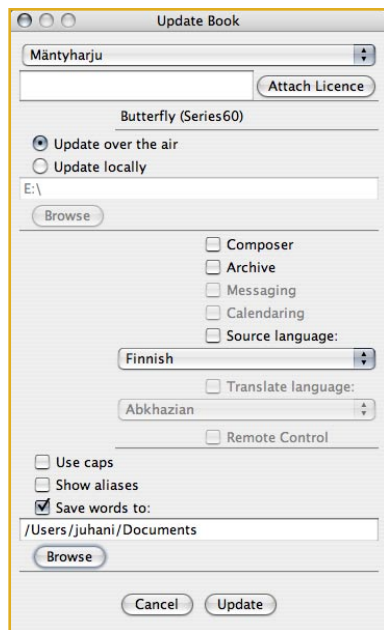 Update Book
Mäntyharju
Attach Licence
Butterfly (Series60)
Update over the air
Update locally
E:\
Browse
Composer
Archive
Messaging
Calendaring
Source language:
Finnish
Translate language:
Abkhazian
Remote Control
Use caps
Show aliases
Save words to:
/Users/juhani/Documents
Browse
Cancel Update